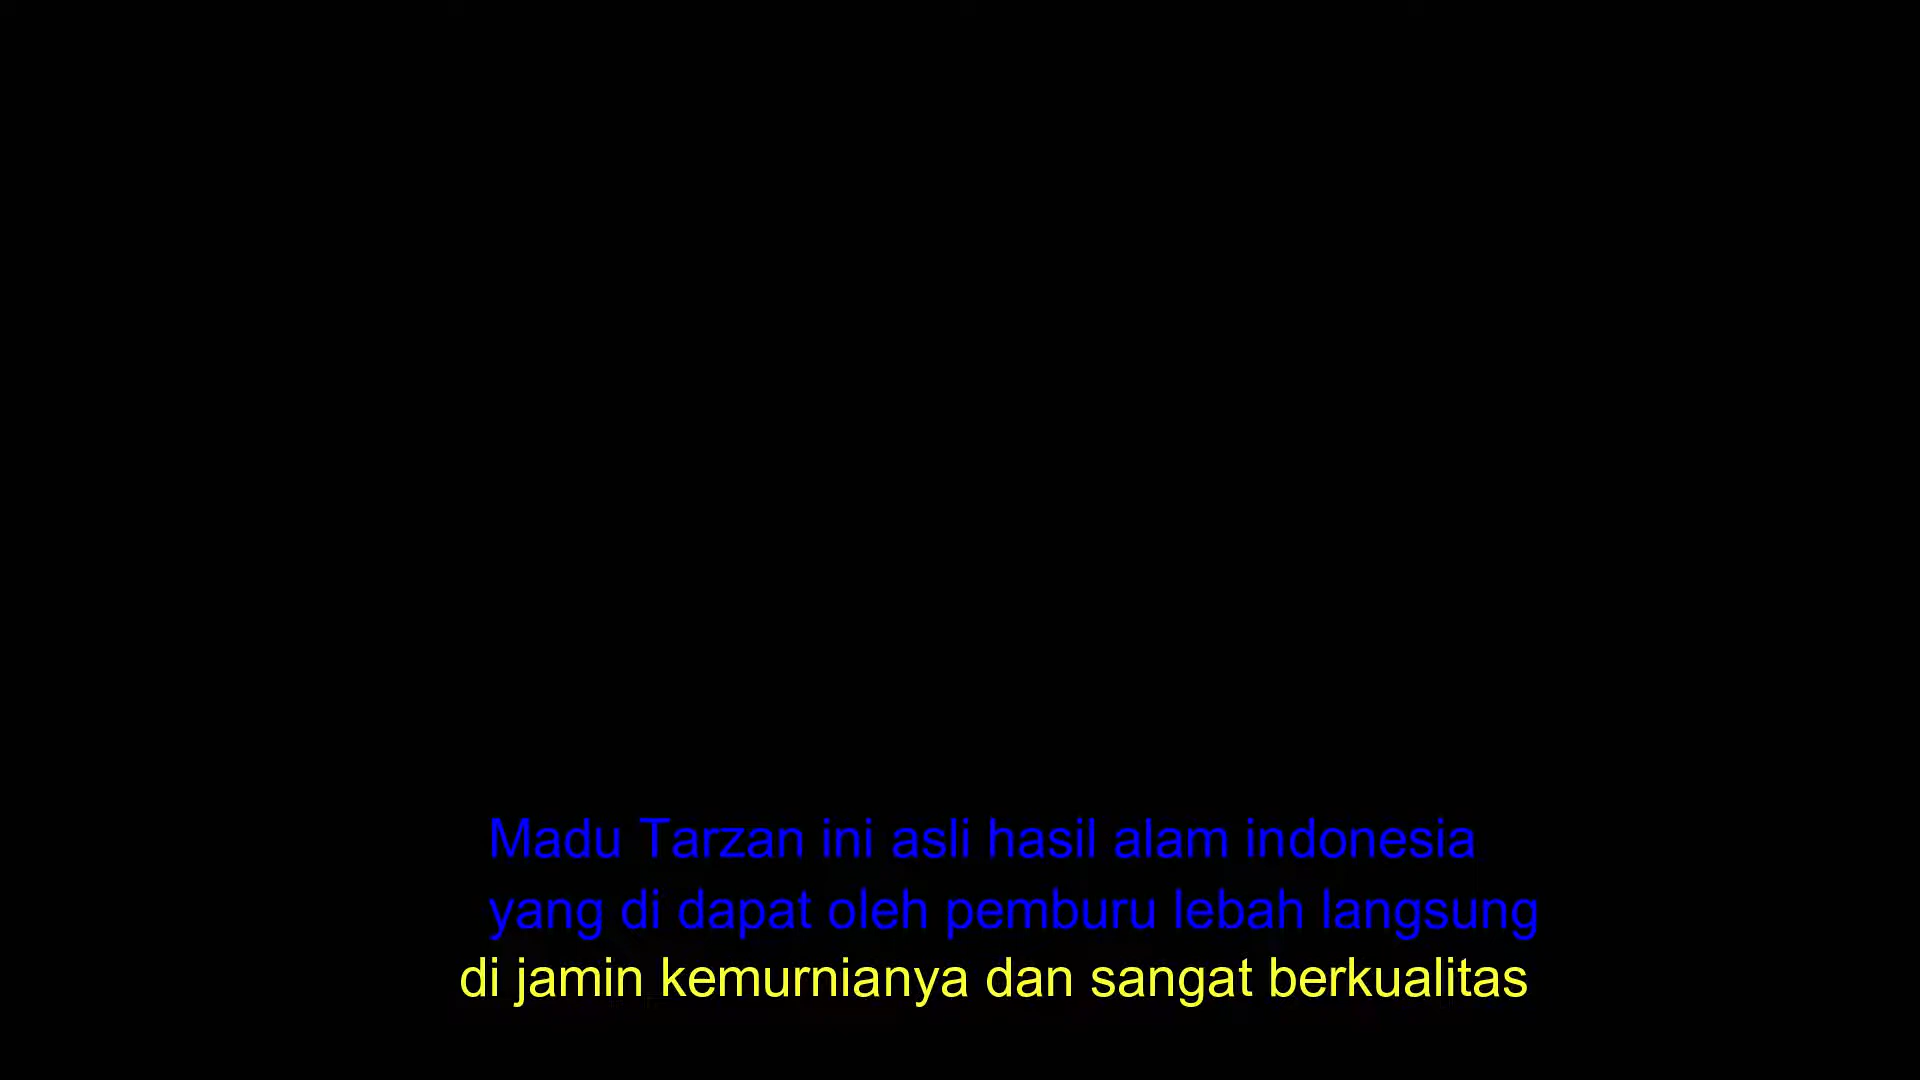 Madu Tarzan ini asli hasil alam indonesia
yang di dapat oleh pemburu lebah langsung
di jamin kemurnianya dan sangat berkualitas